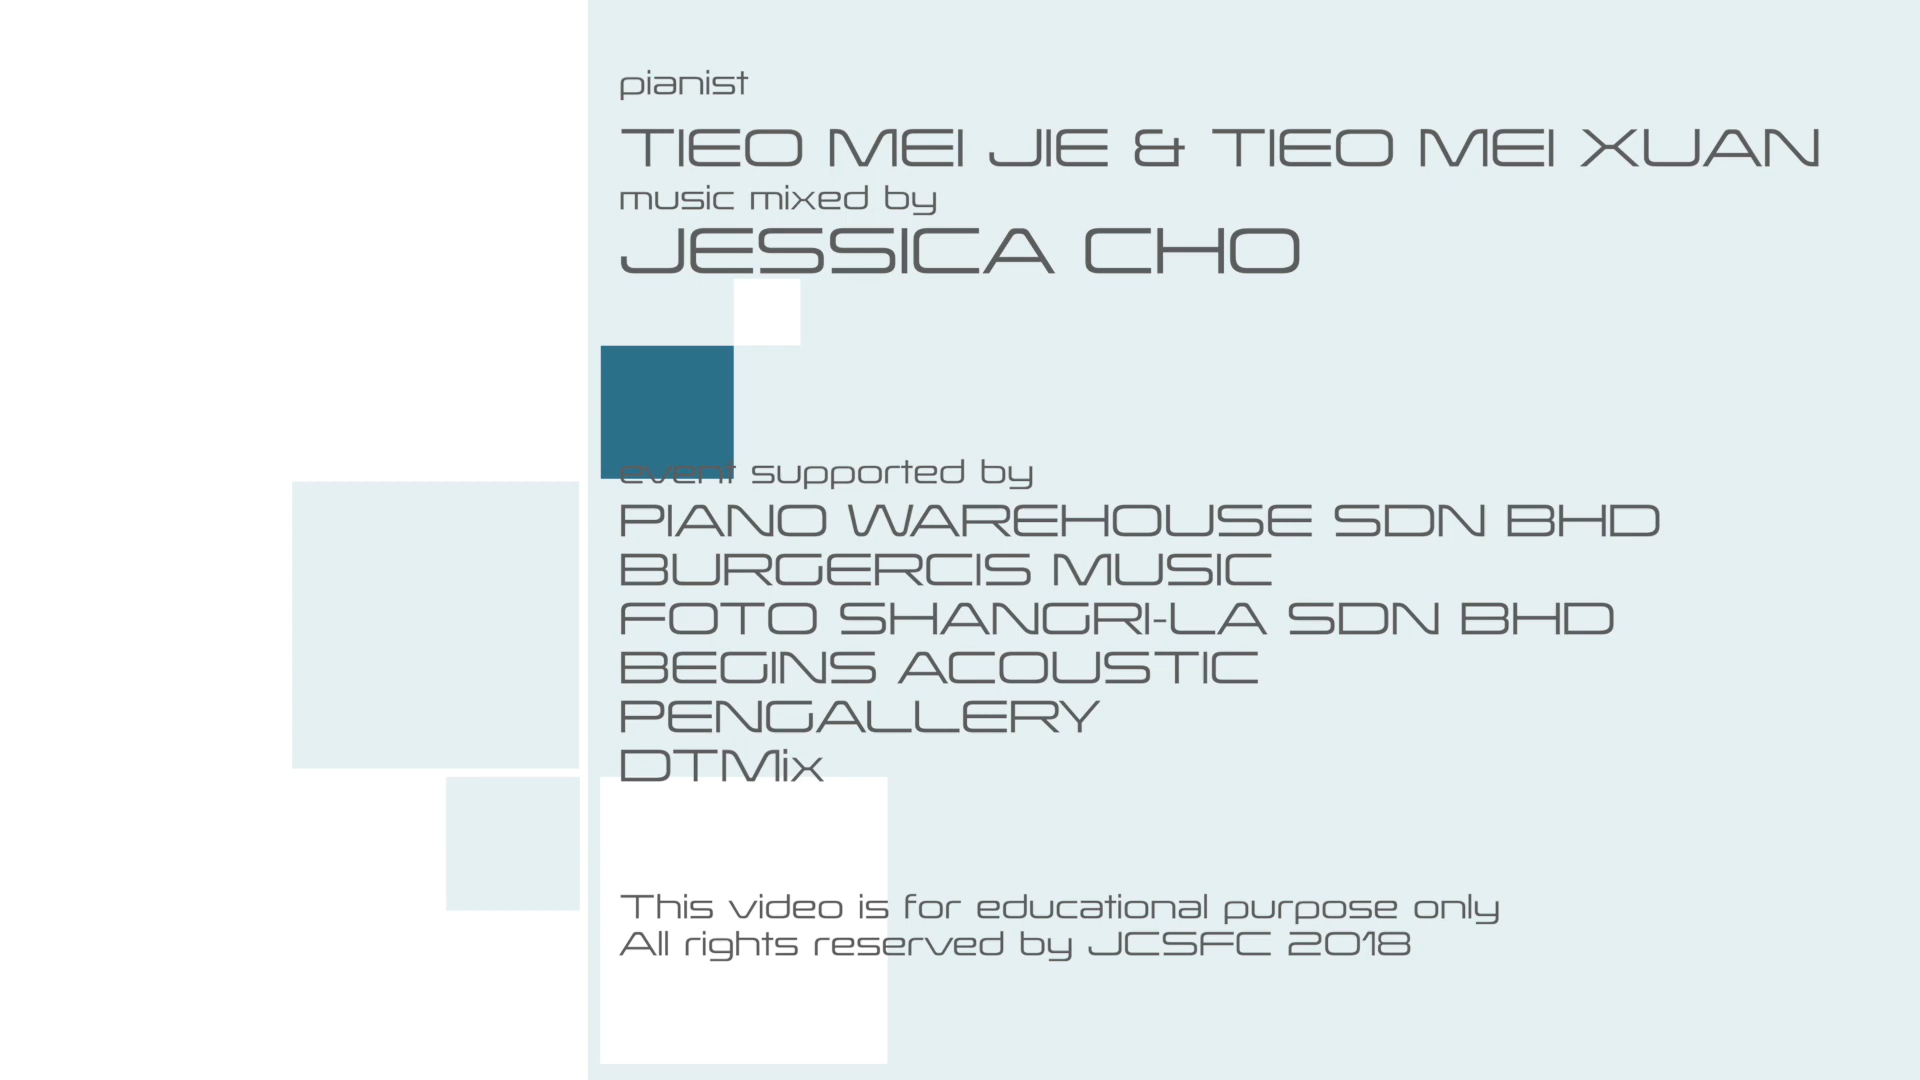 pianist
TIEO MEI JIE & TIEO MEI XUAN
music mixed by
JESSICA CHO
event supported by
PIANO WAREHOUSE SDN BHD
BURGERCIS MUSIC
FOTO SHANGRI-LA SDN BHD
BEGINS ACOUSTIC
PENGALLERY
DTMix
This video is for educational purpose only
All rights reserved by JCSFC 2018